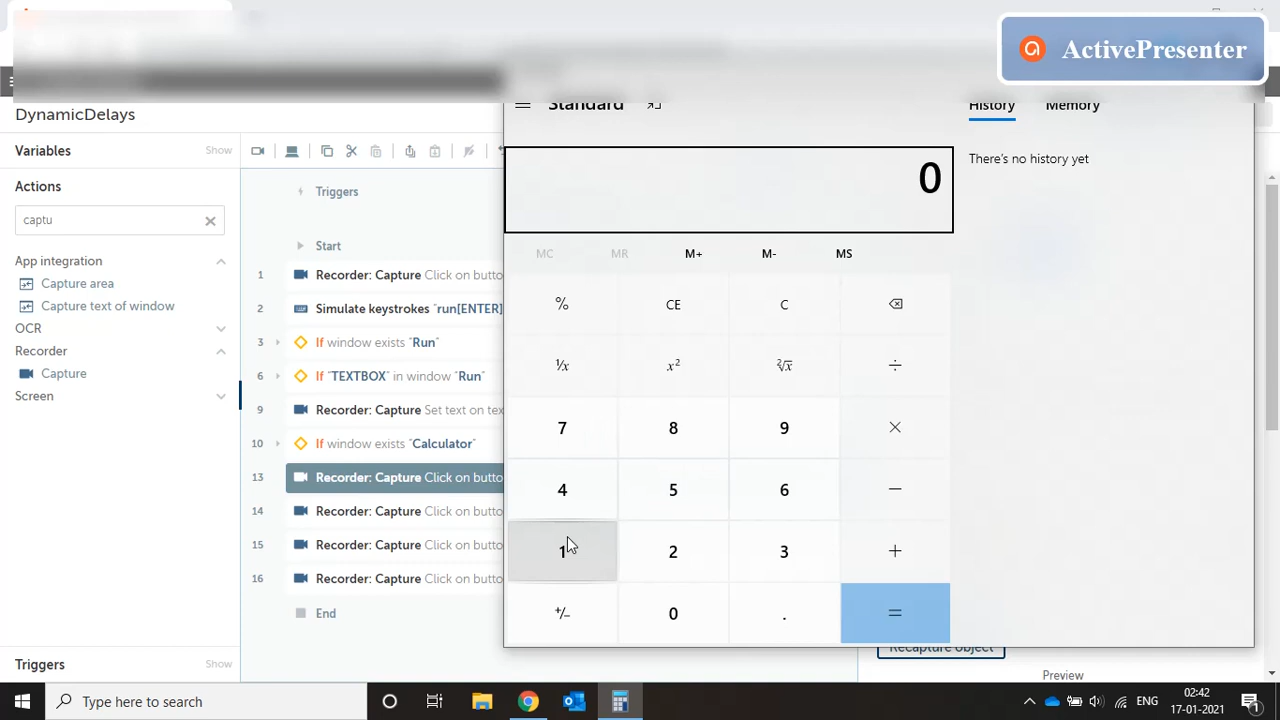 ActivePresenter
DynamicDelays
Standard
History
Memory
Variables
Show
There's no history yet
0
Actions
Triggers
captu
Start
App integration
Capture area
Capture text of window
OCR
Recorder
Capture
Screen
1 Recorder: Capture Click on butto
2 Simulate keystrokes "run[ENTER]
3 If window exists "Run"
6 If "TEXTBOX" in window "Run"
9 Recorder: Capture Set text on tex
10 If window exists "Calculator"
13 Recorder: Capture Click on butto
14 Recorder: Capture Click on butto
15 Recorder: Capture Click on butto
16 Recorder: Capture Click on butto
End
MC MR M+ M- MS
% CE C
¹/x x² ²√x ÷
7 8 9 ×
4 5 6 −
1 2 3 +
+/− 0 . =
Recapture object
Preview
Triggers
Show
Type here to search
ENG
02:42
17-01-2021
1